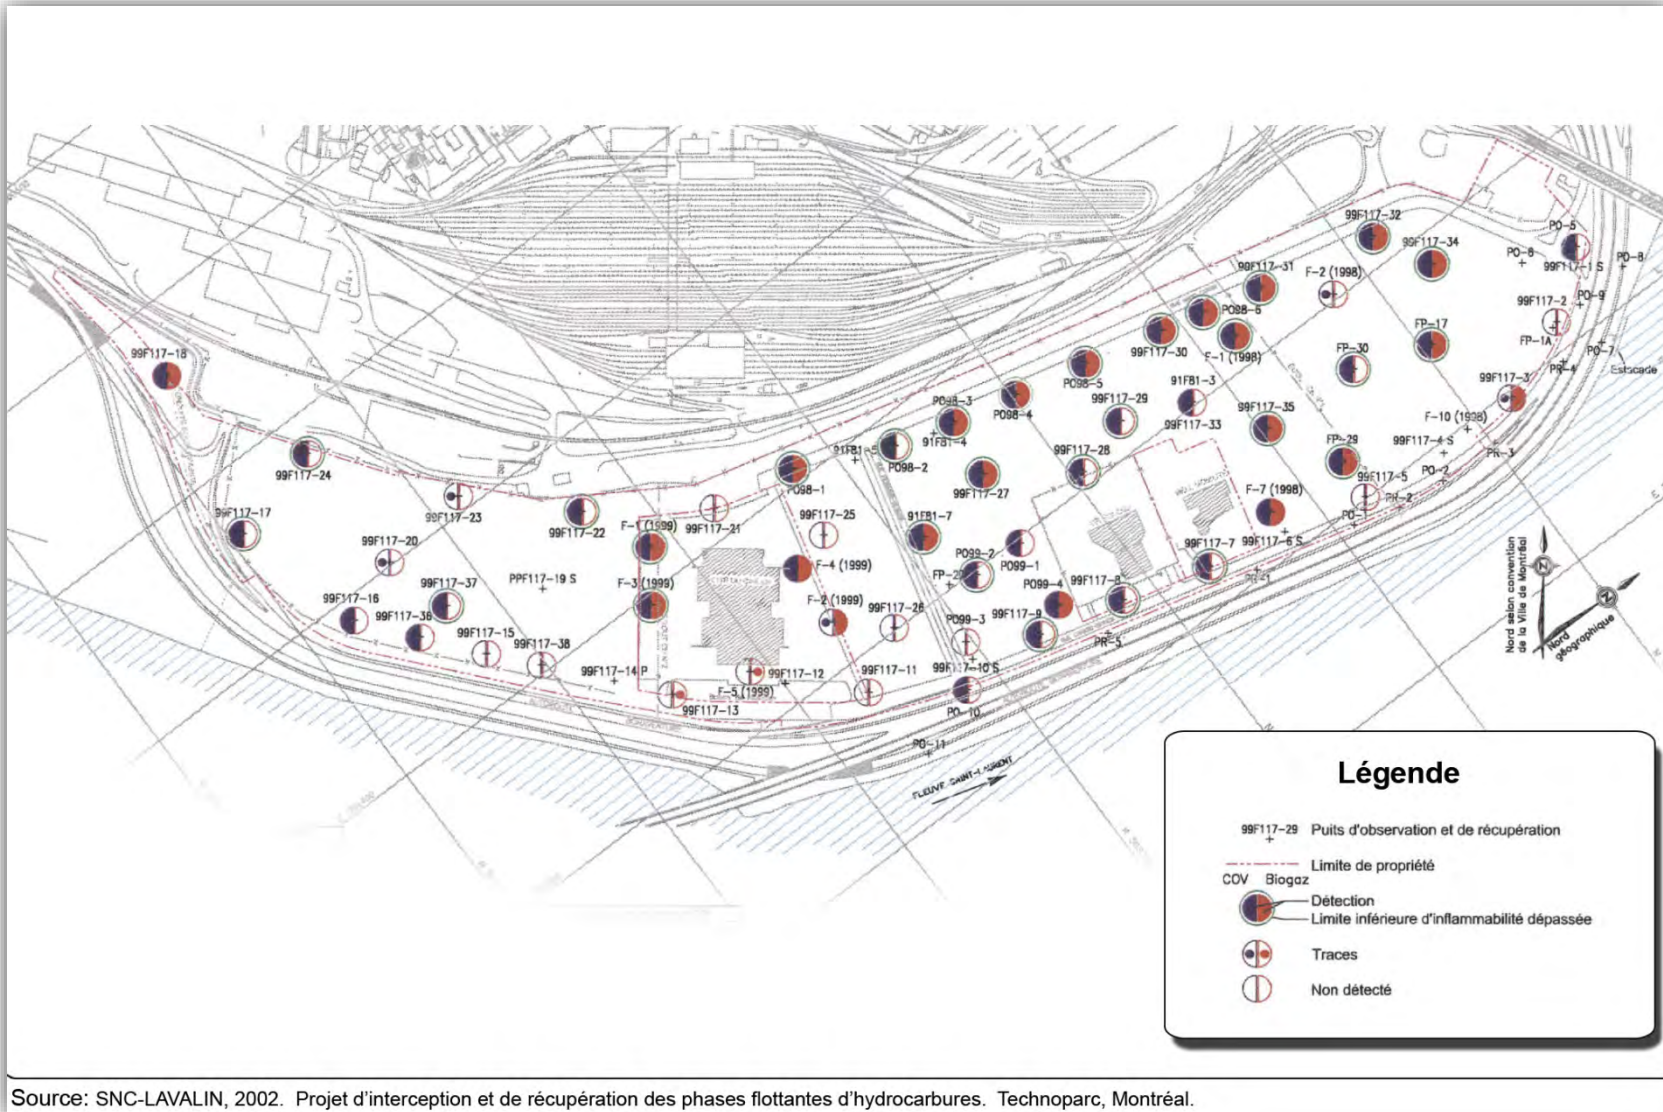 99F117-32
99F117-34
PO-5
PO-6
PO-8
99F117-1 S
99F117-31
F-2 (1998)
99F117-2
PO-9
PO98-6
FP-17
FP-1A
PO-7
99F117-18
99F117-30
F-1 (1998)
FP-30
PR-4
Estacade
PO98-5
91F81-3
99F117-3
PO98-3
PO98-4
99F117-29
99F117-33
99F117-35
F-10 (1998)
91F81-4
99F117-4 S
FP-29
PR-3
91F81-5
PO98-2
99F117-28
PO-2
99F117-24
PO98-1
99F117-27
99F117-5
F-7 (1998)
PR-2
99F117-17
99F117-23
99F117-22
F-1 (1999)
99F117-21
99F117-25
91F81-7
99F117-20
PO99-2
PO99-1
99F117-7
99F117-6 S
F-4 (1999)
PPF117-19 S
99F117-37
F-3 (1999)
PO99-4
99F117-8
99F117-16
99F117-36
F-2 (1999)
99F117-26
PO99-3
99F117-9
99F117-15
99F117-38
PR-5
99F117-14 P
99F117-12
99F117-11
99F117-10 S
F-5 (1999)
99F117-13
PO-10
PO-11
FLEUVE SAINT-LAURENT
Nord selon convention
de la Ville de Montréal
Nord
géographique
N
N
Légende
99F117-29 Puits d'observation et de récupération
Limite de propriété
COV Biogaz
Détection
Limite inférieure d'inflammabilité dépassée
Traces
Non détecté
Source: SNC-LAVALIN, 2002. Projet d'interception et de récupération des phases flottantes d'hydrocarbures. Technoparc, Montréal.